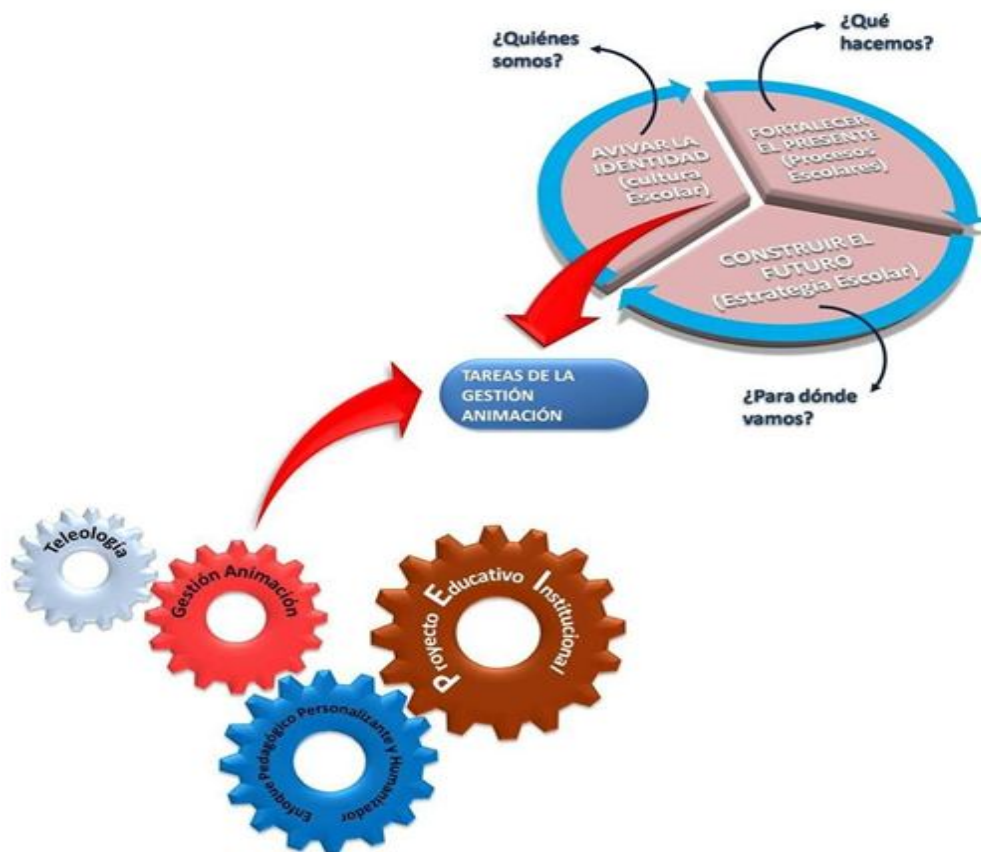 ¿Quiénes
somos?
¿Qué
hacemos?
AVIVAR LA
IDENTIDAD
(cultura
Escolar)
FORTALECER
EL PRESENTE
(Procesos
Escolares)
CONSTRUIR EL
FUTURO
(Estrategia Escolar)
¿Para dónde
vamos?
TAREAS DE LA
GESTIÓN
ANIMACIÓN
Teleología
Gestión Animación
Proyecto Educativo Institucional
Enfoque Pedagógico Personalizante y
Humanizador